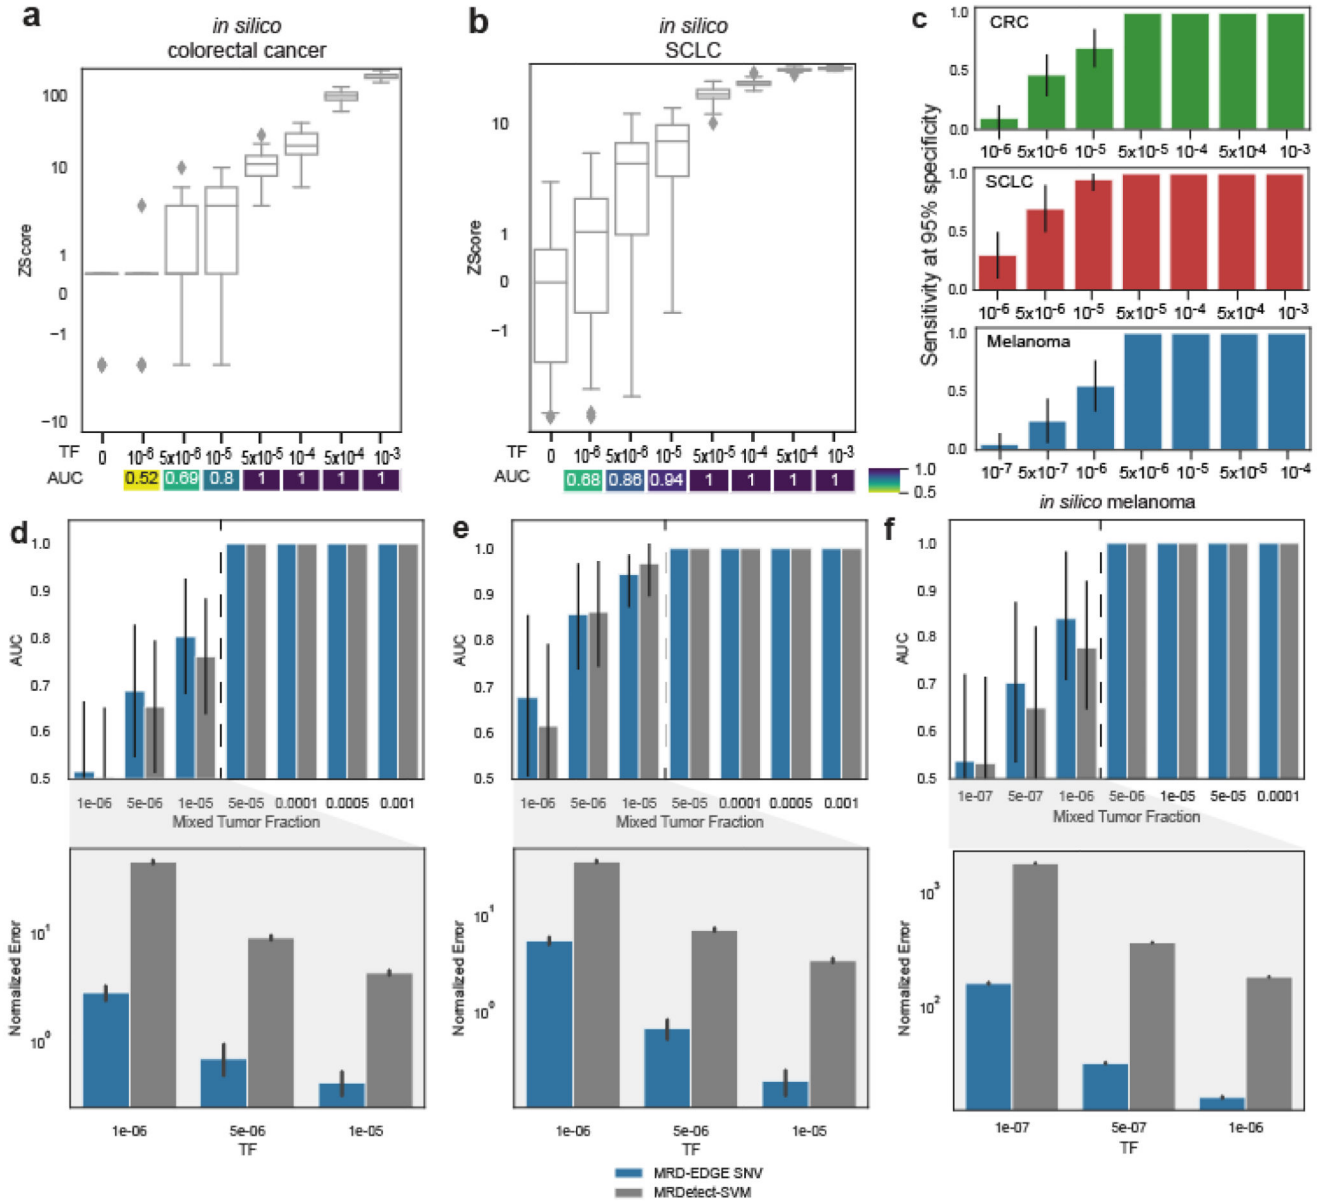 a
in silico
colorectal cancer
100
10
1
0
−1
−10
ZScore
TF
0 10⁻⁶ 5x10⁻⁶ 10⁻⁵ 5x10⁻⁵ 10⁻⁴ 5x10⁻⁴ 10⁻³
AUC 0.52 0.69 0.8 1 1 1 1
b
in silico
SCLC
10
1
0
−1
ZScore
TF
0 10⁻⁶ 5x10⁻⁶ 10⁻⁵ 5x10⁻⁵ 10⁻⁴ 5x10⁻⁴ 10⁻³
AUC 0.68 0.86 0.94 1 1 1 1
1.0
0.5
c
Sensitivity at 95% specificity
CRC
1.0
0.5
0.0
10⁻⁶ 5x10⁻⁶ 10⁻⁵ 5x10⁻⁵ 10⁻⁴ 5x10⁻⁴ 10⁻³
SCLC
1.0
0.5
0.0
10⁻⁶ 5x10⁻⁶ 10⁻⁵ 5x10⁻⁵ 10⁻⁴ 5x10⁻⁴ 10⁻³
Melanoma
1.0
0.5
0.0
10⁻⁷ 5x10⁻⁷ 10⁻⁶ 5x10⁻⁶ 10⁻⁵ 5x10⁻⁵ 10⁻⁴
d
1.0
0.9
0.8
0.7
0.6
0.5
AUC
1e-06 5e-06 1e-05 5e-05 0.0001 0.0005 0.001
Mixed Tumor Fraction
Normalized Error
10¹
10⁰
1e-06 5e-06 1e-05
TF
e
1.0
0.9
0.8
0.7
0.6
0.5
AUC
1e-06 5e-06 1e-05 5e-05 0.0001 0.0005 0.001
Mixed Tumor Fraction
Normalized Error
10¹
10⁰
1e-06 5e-06 1e-05
TF
f
in silico melanoma
1.0
0.9
0.8
0.7
0.6
0.5
AUC
1e-07 5e-07 1e-06 5e-06 1e-05 5e-05 0.0001
Mixed Tumor Fraction
Normalized Error
10³
10²
1e-07 5e-07 1e-06
TF
MRD-EDGE SNV
MRDetect-SVM